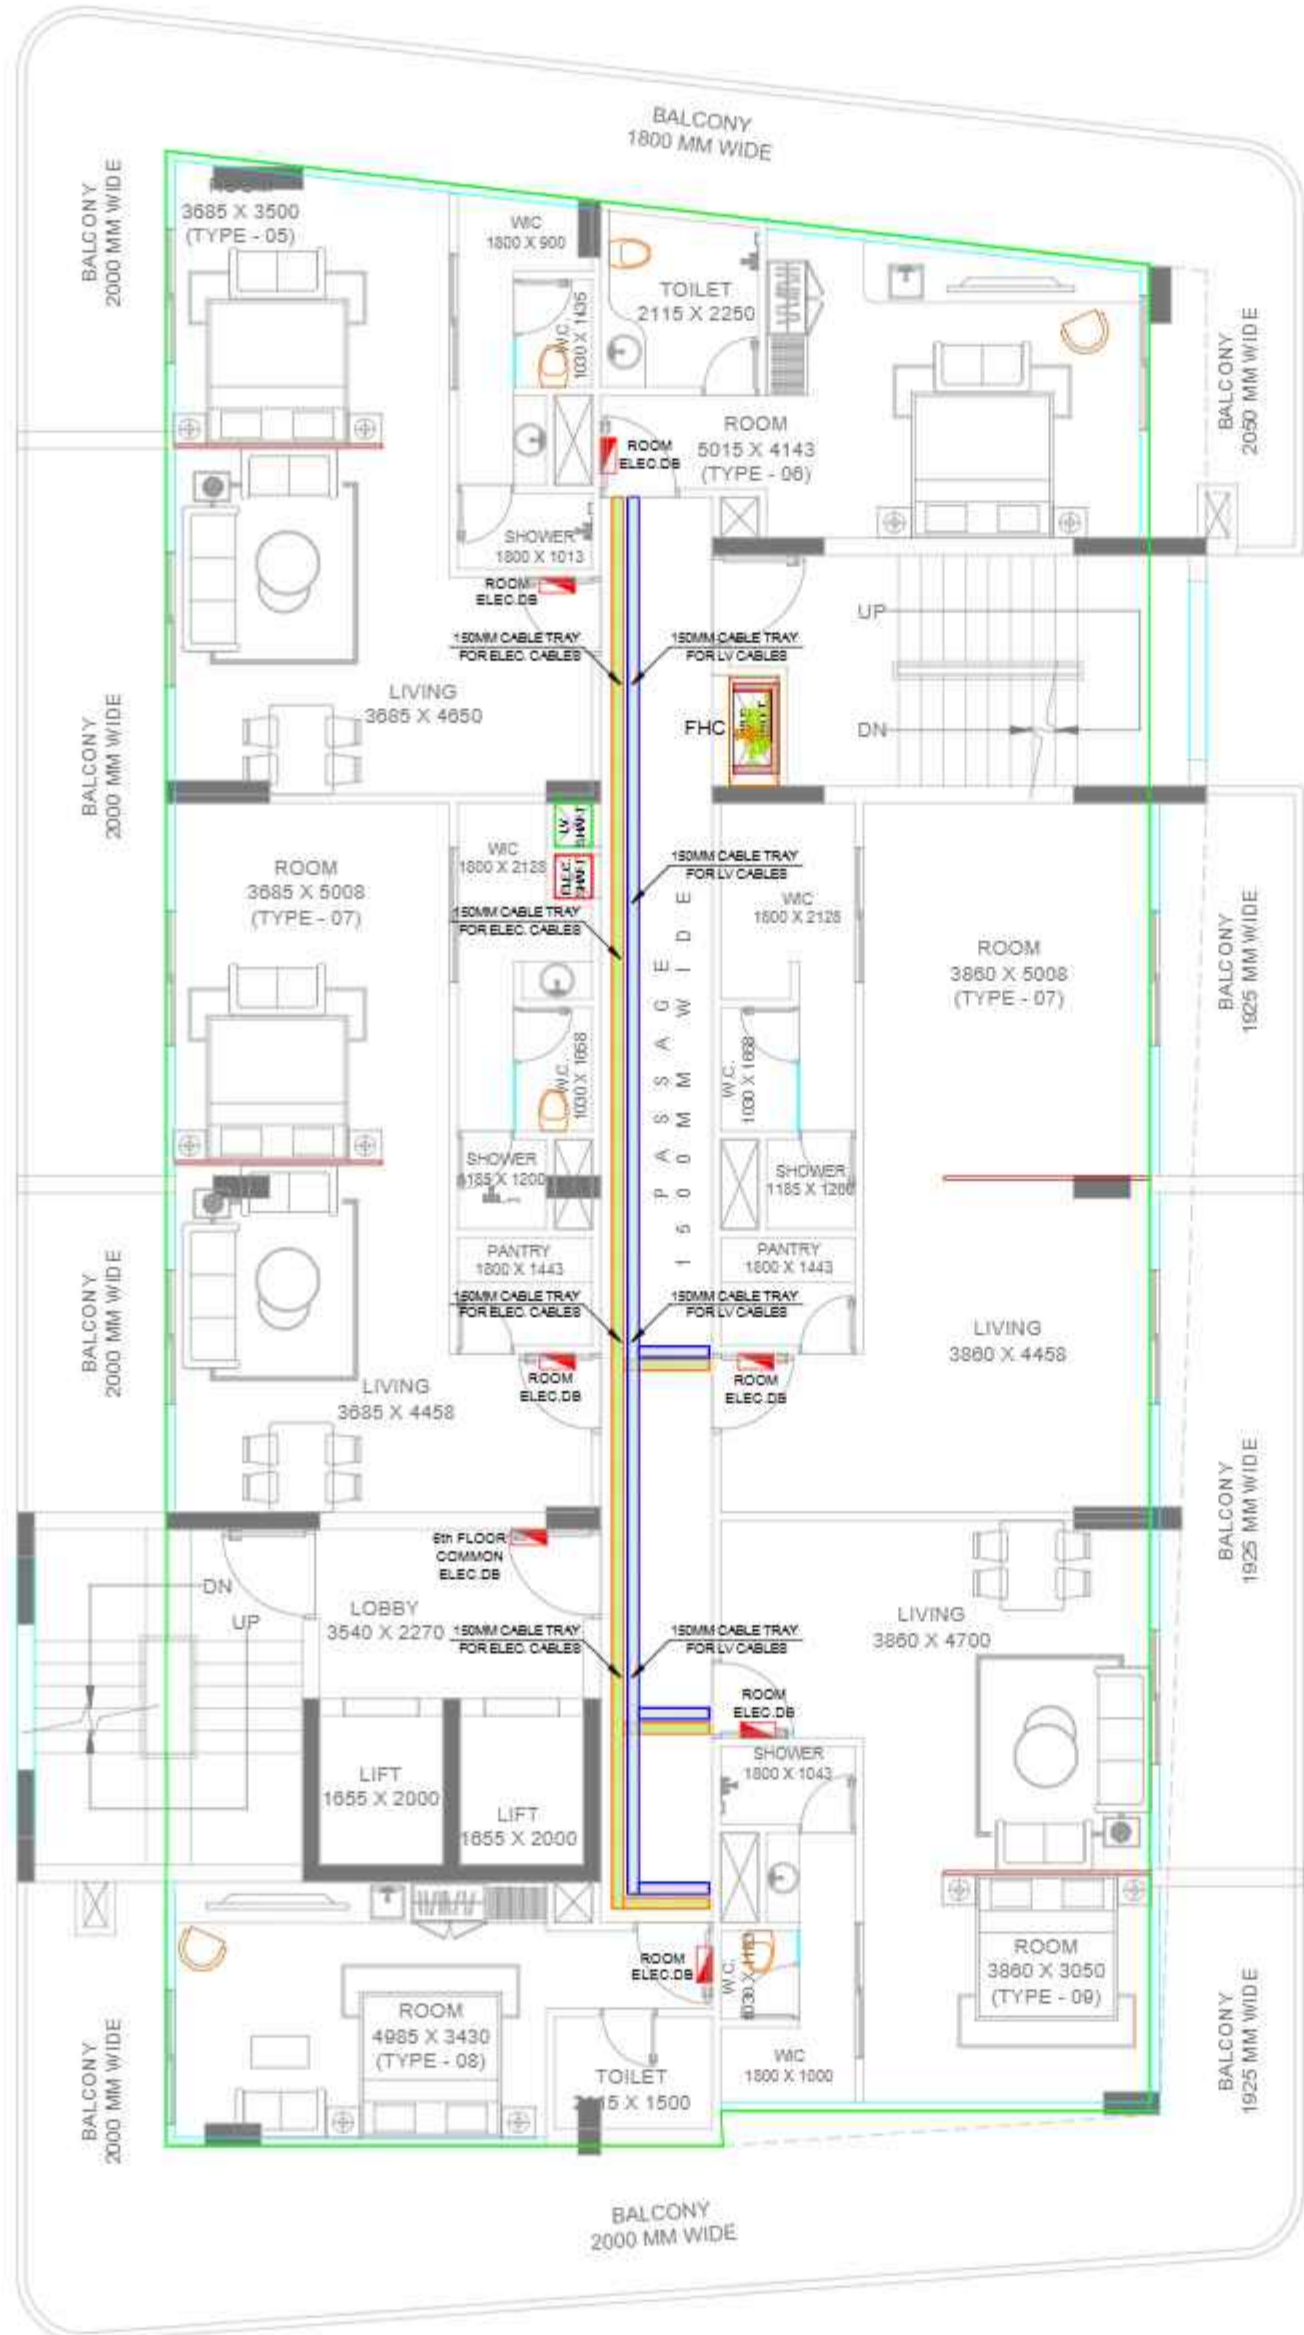 BALCONY
1800 MM WIDE
BALCONY
2000 MM WIDE
3685 X 3500
(TYPE - 05)
WIC
1800 X 900
TOILET
2115 X 2250
W.C.
1030 X 1435
BALCONY
2050 MM WIDE
ROOM
5015 X 4143
(TYPE - 06)
ROOM
ELEC.DB
SHOWER
1800 X 1013
ROOM
ELEC.DB
UP
150MM CABLE TRAY
FOR ELEC. CABLES
150MM CABLE TRAY
FOR LV CABLES
LIVING
3685 X 4650
FHC
DN
BALCONY
2000 MM WIDE
LV
SHAFT
ELEC.
SHAFT
WIC
1800 X 2128
ROOM
3685 X 5008
(TYPE - 07)
150MM CABLE TRAY
FOR LV CABLES
150MM CABLE TRAY
FOR ELEC. CABLES
WIC
1800 X 2128
ROOM
3860 X 5008
(TYPE - 07)
BALCONY
1925 MM WIDE
PASSAGE
1500MM WIDE
W.C.
1030 X 1658
W.C.
1030 X 1668
SHOWER
1185 X 1200
SHOWER
1185 X 1200
PANTRY
1800 X 1443
PANTRY
1800 X 1443
BALCONY
2000 MM WIDE
150MM CABLE TRAY
FOR ELEC. CABLES
150MM CABLE TRAY
FOR LV CABLES
LIVING
3860 X 4458
ROOM
ELEC.DB
ROOM
ELEC.DB
LIVING
3685 X 4458
BALCONY
1925 MM WIDE
6th FLOOR
COMMON
ELEC.DB
DN
UP
LOBBY
3540 X 2270
150MM CABLE TRAY
FOR ELEC. CABLES
150MM CABLE TRAY
FOR LV CABLES
LIVING
3860 X 4700
ROOM
ELEC.DB
SHOWER
1800 X 1043
LIFT
1655 X 2000
LIFT
1655 X 2000
ROOM
ELEC.DB
W.C.
ROOM
3860 X 3050
(TYPE - 09)
ROOM
4985 X 3430
(TYPE - 08)
BALCONY
2000 MM WIDE
TOILET
X 1500
WIC
1800 X 1000
BALCONY
1925 MM WIDE
BALCONY
2000 MM WIDE